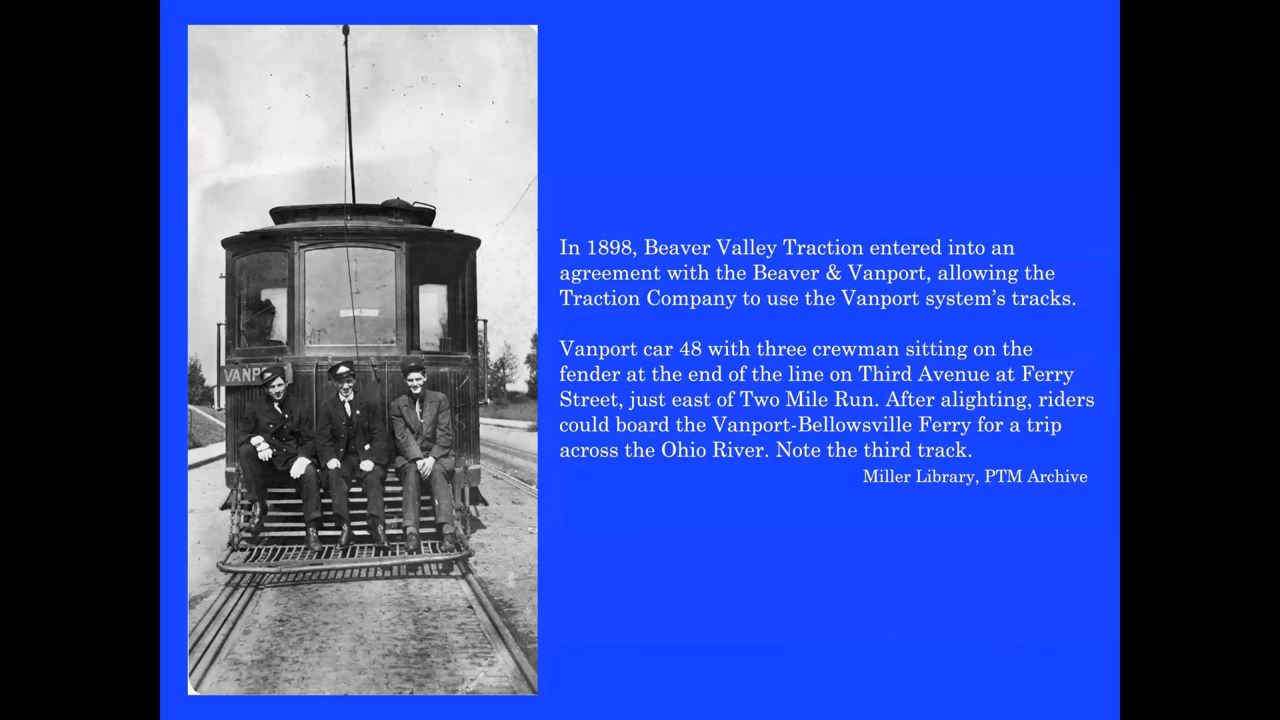 In 1898, Beaver Valley Traction entered into an
agreement with the Beaver & Vanport, allowing the
Traction Company to use the Vanport system's tracks.
Vanport car 48 with three crewman sitting on the
fender at the end of the line on Third Avenue at Ferry
Street, just east of Two Mile Run. After alighting, riders
could board the Vanport-Bellowsville Ferry for a trip
across the Ohio River. Note the third track.
Miller Library, PTM Archive